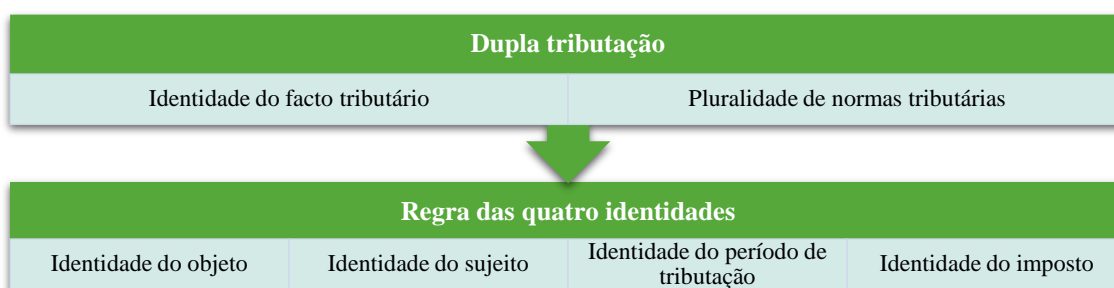 Dupla tributação
Identidade do facto tributário
Pluralidade de normas tributárias
Regra das quatro identidades
Identidade do objeto
Identidade do sujeito
Identidade do período de
tributação
Identidade do imposto